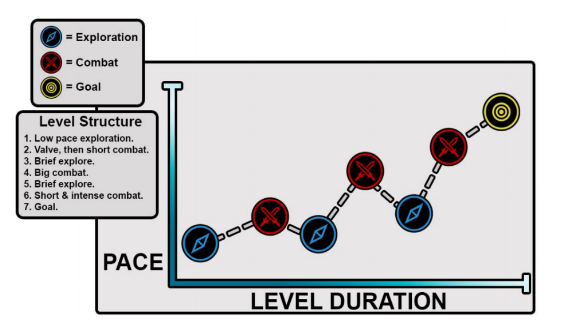 = Exploration
= Combat
= Goal
Level Structure
1. Low pace exploration.
2. Valve, then short combat.
3. Brief explore.
4. Big combat.
5. Brief explore.
6. Short & intense combat.
7. Goal.
PACE
LEVEL DURATION